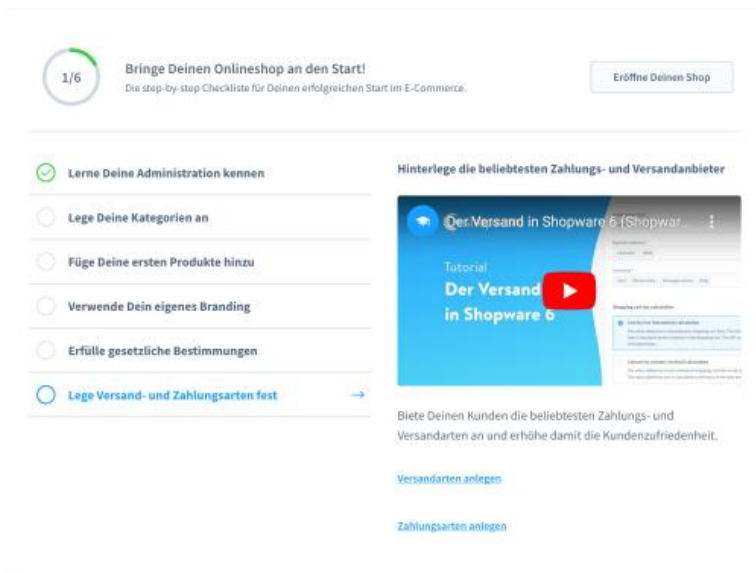 1/6
Bringe Deinen Onlineshop an den Start!
Die step-by-step Checkliste für Deinen erfolgreichen Start im E-Commerce.
Eröffne Deinen Shop
Lerne Deine Administration kennen
Lege Deine Kategorien an
Füge Deine ersten Produkte hinzu
Verwende Dein eigenes Branding
Erfülle gesetzliche Bestimmungen
Lege Versand- und Zahlungsarten fest
Hinterlege die beliebtesten Zahlungs- und Versandanbieter
Der Versand in Shopware 6 (Shopwar...
Tutorial
Der Versand
in Shopware 6
Shopping cart tax calculation
Biete Deinen Kunden die beliebtesten Zahlungs- und
Versandarten an und erhöhe damit die Kundenzufriedenheit.
Versandarten anlegen
Zahlungsarten anlegen